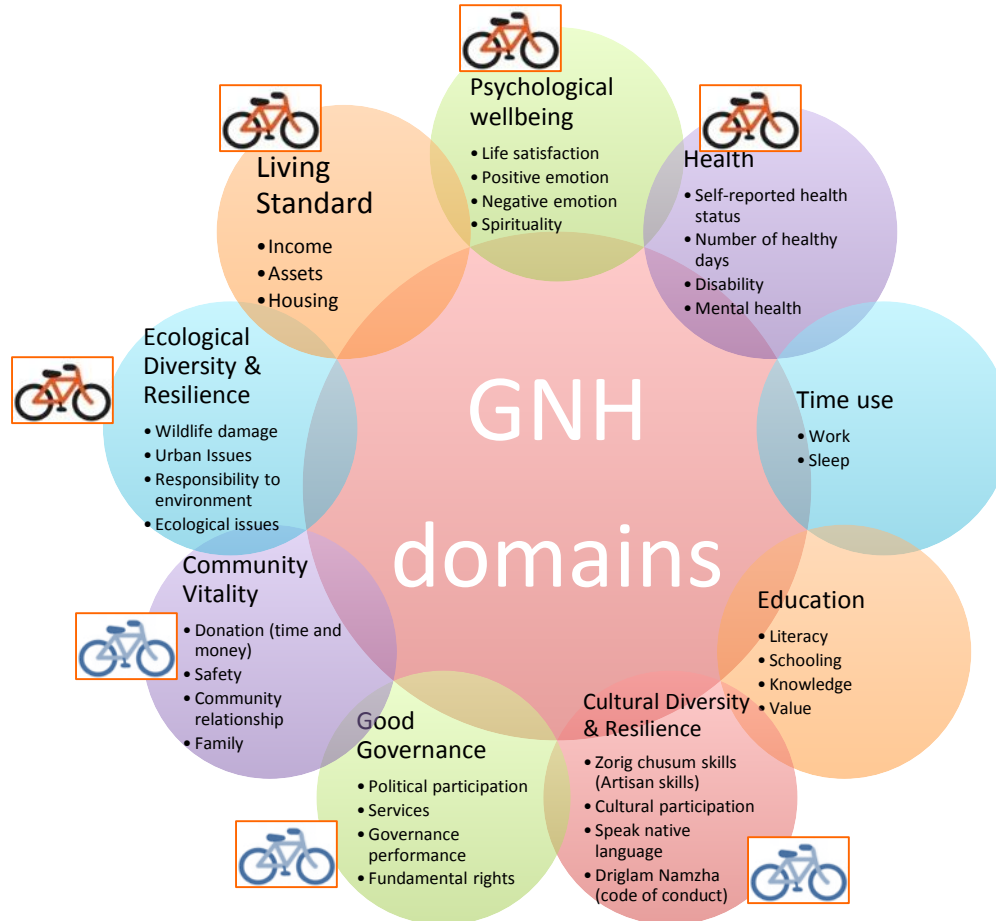 Psychological
wellbeing
• Life satisfaction
• Positive emotion
• Negative emotion
• Spirituality
Health
• Self-reported health
status
• Number of healthy
days
• Disability
• Mental health
Time use
• Work
• Sleep
Education
• Literacy
• Schooling
• Knowledge
• Value
Cultural Diversity
& Resilience
• Zorig chusum skills
(Artisan skills)
• Cultural participation
• Speak native
language
• Driglam Namzha
(code of conduct)
Good
Governance
• Political participation
• Services
• Governance
performance
• Fundamental rights
Community
Vitality
• Donation (time and
money)
• Safety
• Community
relationship
• Family
Ecological
Diversity &
Resilience
• Wildlife damage
• Urban Issues
• Responsibility to
environment
• Ecological issues
Living
Standard
• Income
• Assets
• Housing
GNH
domains